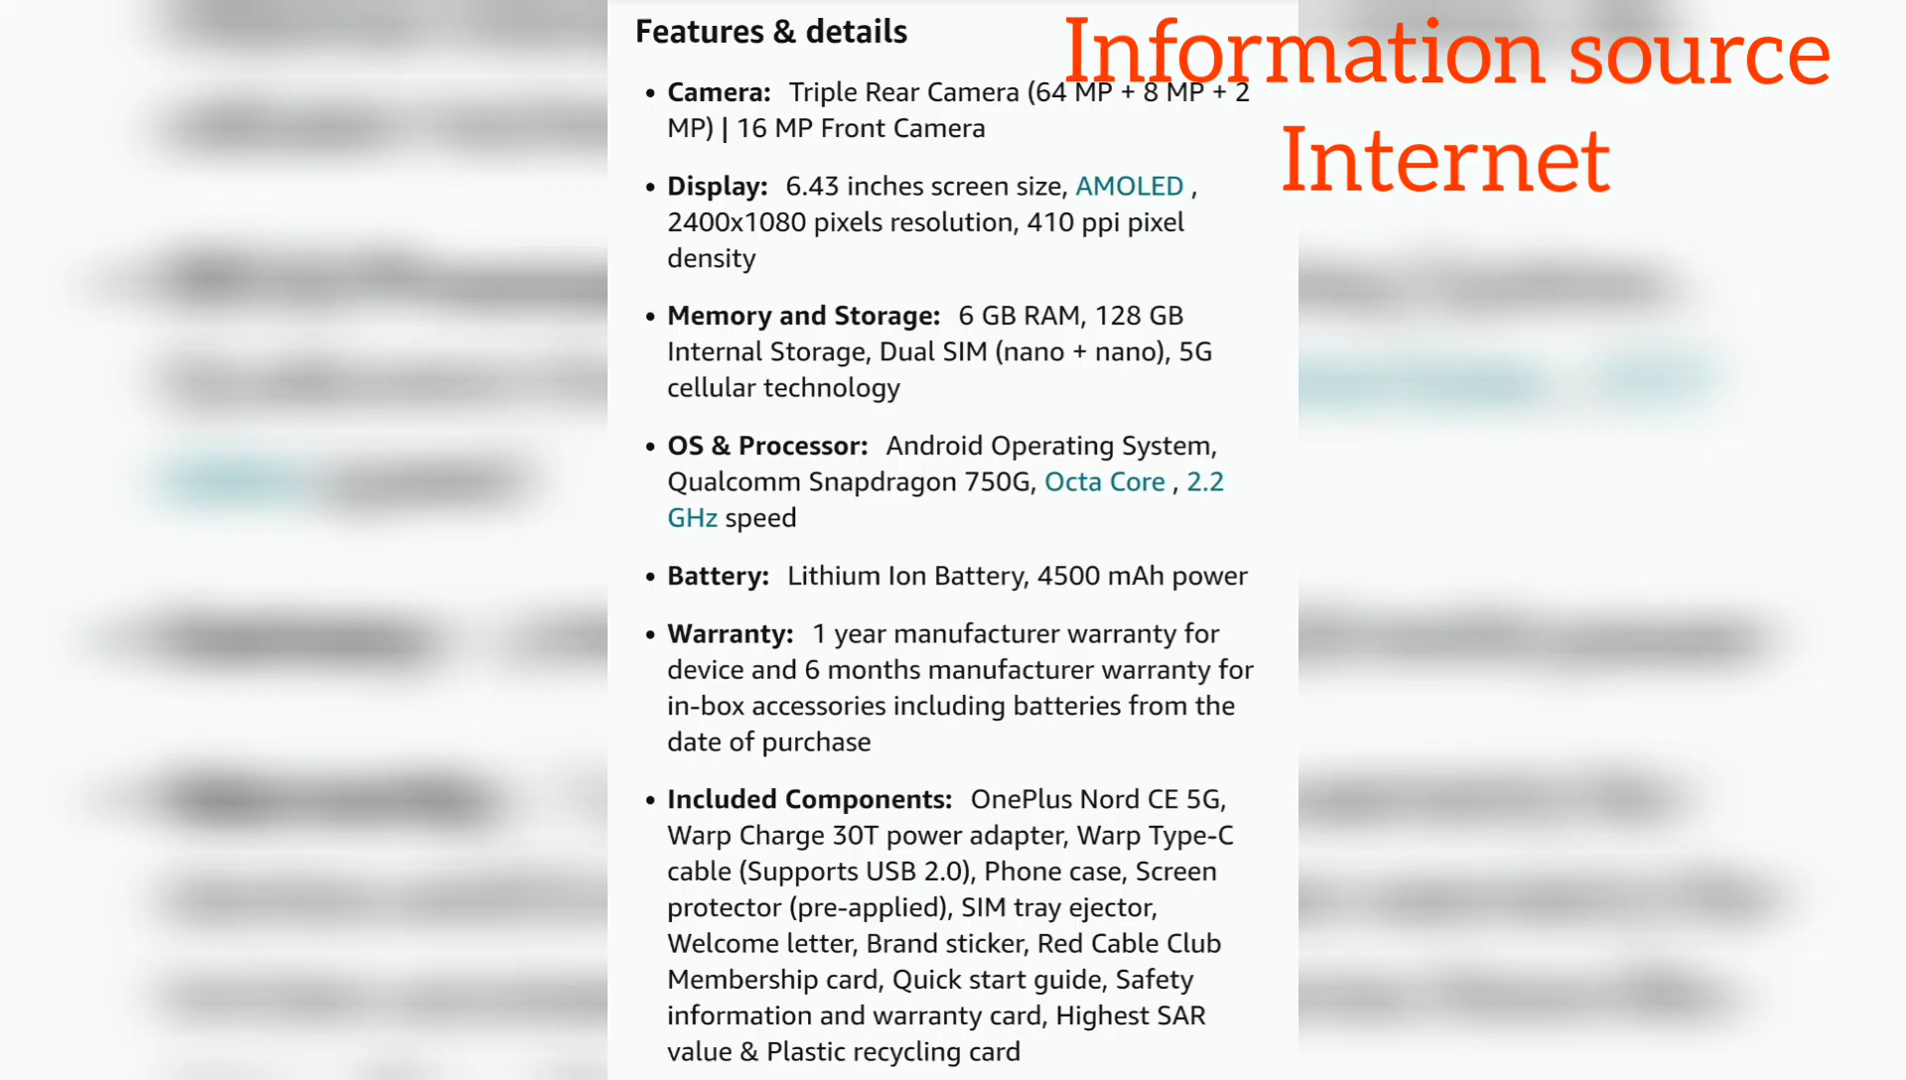 Features & details
Information source
Internet
• Camera: Triple Rear Camera (64 MP + 8 MP + 2
MP) | 16 MP Front Camera
• Display: 6.43 inches screen size, AMOLED ,
2400x1080 pixels resolution, 410 ppi pixel
density
• Memory and Storage: 6 GB RAM, 128 GB
Internal Storage, Dual SIM (nano + nano), 5G
cellular technology
• OS & Processor: Android Operating System,
Qualcomm Snapdragon 750G, Octa Core , 2.2
GHz speed
• Battery: Lithium Ion Battery, 4500 mAh power
• Warranty: 1 year manufacturer warranty for
device and 6 months manufacturer warranty for
in-box accessories including batteries from the
date of purchase
• Included Components: OnePlus Nord CE 5G,
Warp Charge 30T power adapter, Warp Type-C
cable (Supports USB 2.0), Phone case, Screen
protector (pre-applied), SIM tray ejector,
Welcome letter, Brand sticker, Red Cable Club
Membership card, Quick start guide, Safety
information and warranty card, Highest SAR
value & Plastic recycling card